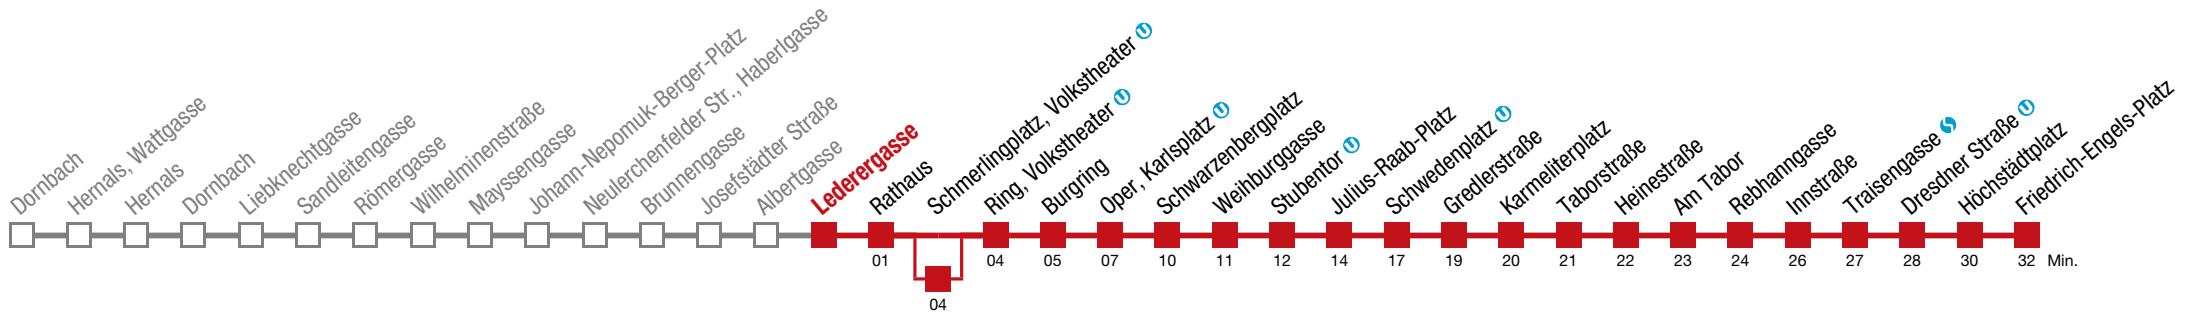 Dornbach
Hernals, Wattgasse
Hernals
Dornbach
Liebknechtgasse
Sandleitengasse
Römergasse
Wilhelminenstraße
Mayssengasse
Johann-Nepomuk-Berger-Platz
Neulerchenfelder Str., Haberlgasse
Brunnengasse
Josefstädter Straße
Albertgasse
Lederergasse
Rathaus
Schmerlingplatz, Volkstheater U
Ring, Volkstheater U
Burgring
Oper, Karlsplatz U
Schwarzenbergplatz
Weihburggasse
Stubentor U
Julius-Raab-Platz
Schwedenplatz U
Gredlerstraße
Karmeliterplatz
Taborstraße
Heinestraße
Am Tabor
Rebhanngasse
Innstraße
Traisengasse S
Dresdner Straße U
Höchstädtplatz
Friedrich-Engels-Platz
01 04 05 07 10 11 12 14 17 19 20 21 22 23 24 26 27 28 30 32 Min.
04